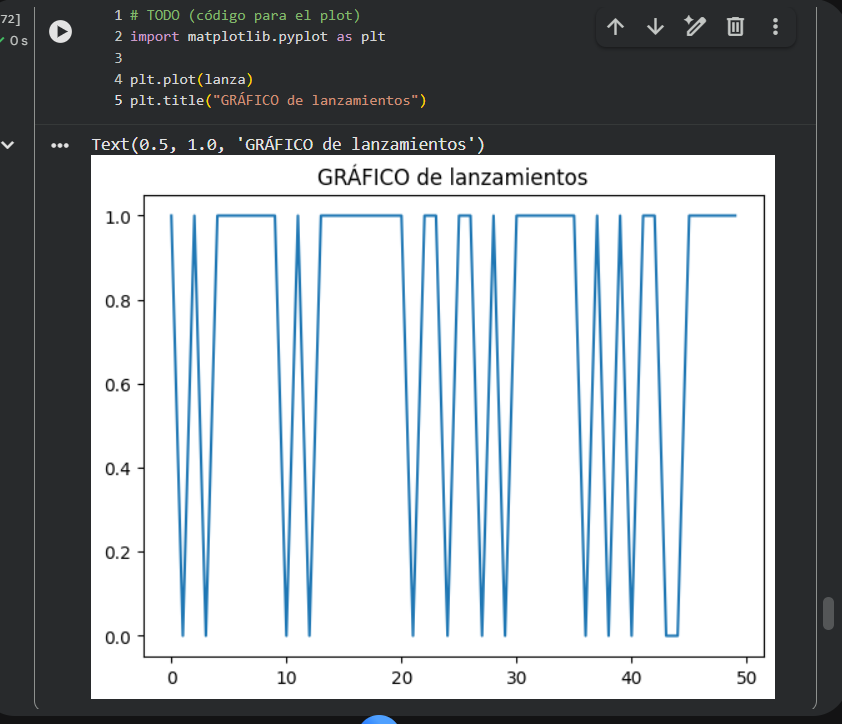 72]
0 s
1 # TODO (código para el plot)
2 import matplotlib.pyplot as plt
3
4 plt.plot(lanza)
5 plt.title("GRÁFICO de lanzamientos")
Text(0.5, 1.0, 'GRÁFICO de lanzamientos')
GRÁFICO de lanzamientos
1.0
0.8
0.6
0.4
0.2
0.0
0 10 20 30 40 50